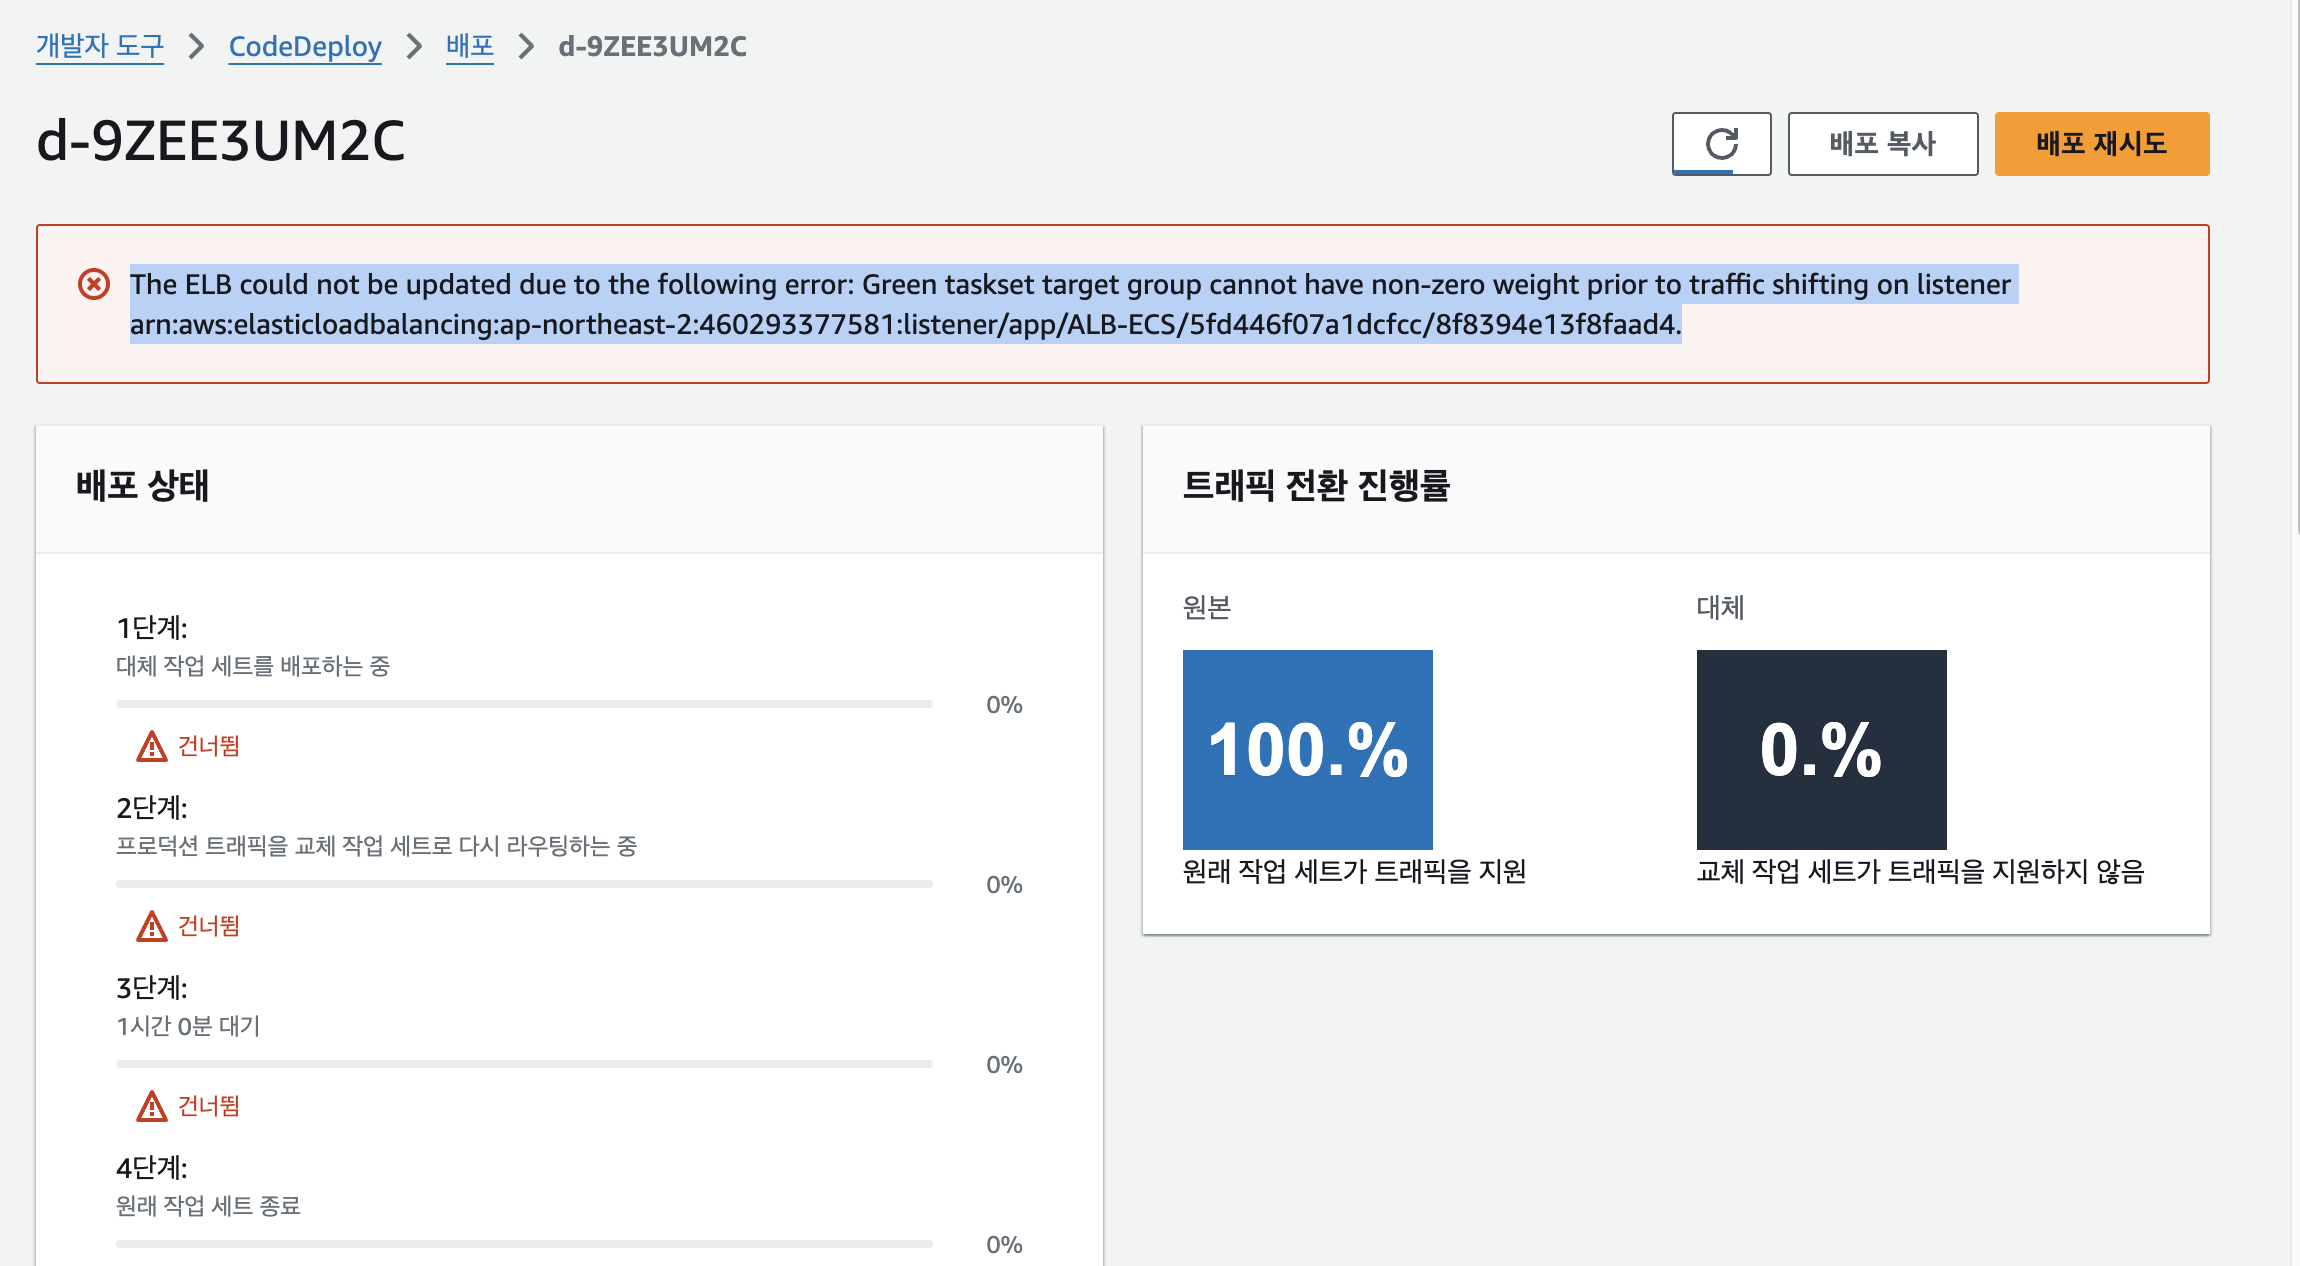 개발자 도구 > CodeDeploy > 배포 > d-9ZEE3UM2C
d-9ZEE3UM2C
배포 복사
배포 재시도
The ELB could not be updated due to the following error: Green taskset target group cannot have non-zero weight prior to traffic shifting on listener
arn:aws:elasticloadbalancing:ap-northeast-2:460293377581:listener/app/ALB-ECS/5fd446f07a1dcfcc/8f8394e13f8faad4.
배포 상태
1단계:
대체 작업 세트를 배포하는 중
0%
건너뜀
2단계:
프로덕션 트래픽을 교체 작업 세트로 다시 라우팅하는 중
0%
건너뜀
3단계:
1시간 0분 대기
0%
건너뜀
4단계:
원래 작업 세트 종료
0%
트래픽 전환 진행률
원본
100.%
원래 작업 세트가 트래픽을 지원
대체
0.%
교체 작업 세트가 트래픽을 지원하지 않음